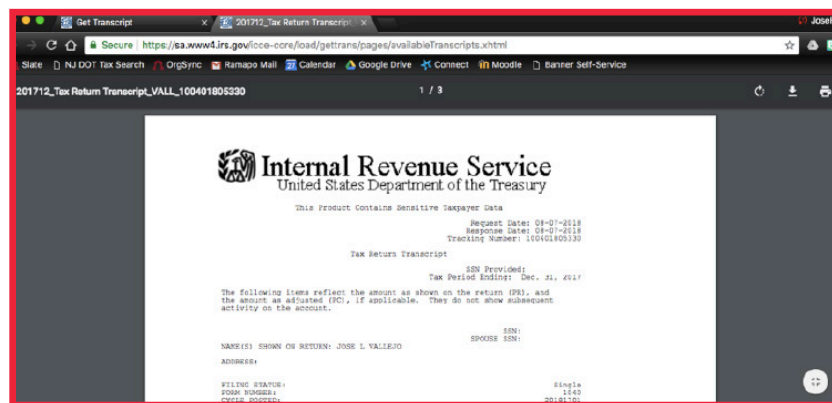 Get Transcript × 201712_Tax Return Transcript ×
Secure https://sa.www4.irs.gov/icce-core/load/gettrans/pages/availableTranscripts.xhtml
Slate NJ DOT Tax Search OrgSync Ramapo Mail 27 Calendar Google Drive Connect Moodle Banner Self-Service
201712_Tax Return Transcript_VALL_100401805330 1 / 3
Internal Revenue Service
United States Department of the Treasury
This Product Contains Sensitive Taxpayer Data
Request Date: 08-07-2018
Response Date: 08-07-2018
Tracking Number: 100401805330
Tax Return Transcript
SSN Provided:
Tax Period Ending: Dec. 31, 2017
The following items reflect the amount as shown on the return (PR), and
the amount as adjusted (PC), if applicable. They do not show subsequent
activity on the account.
SSN:
SPOUSE SSN:
NAME(S) SHOWN ON RETURN: JOSE L VALLEJO
ADDRESS:
FILING STATUS: Single
FORM NUMBER: 1040
CYCLE POSTED: